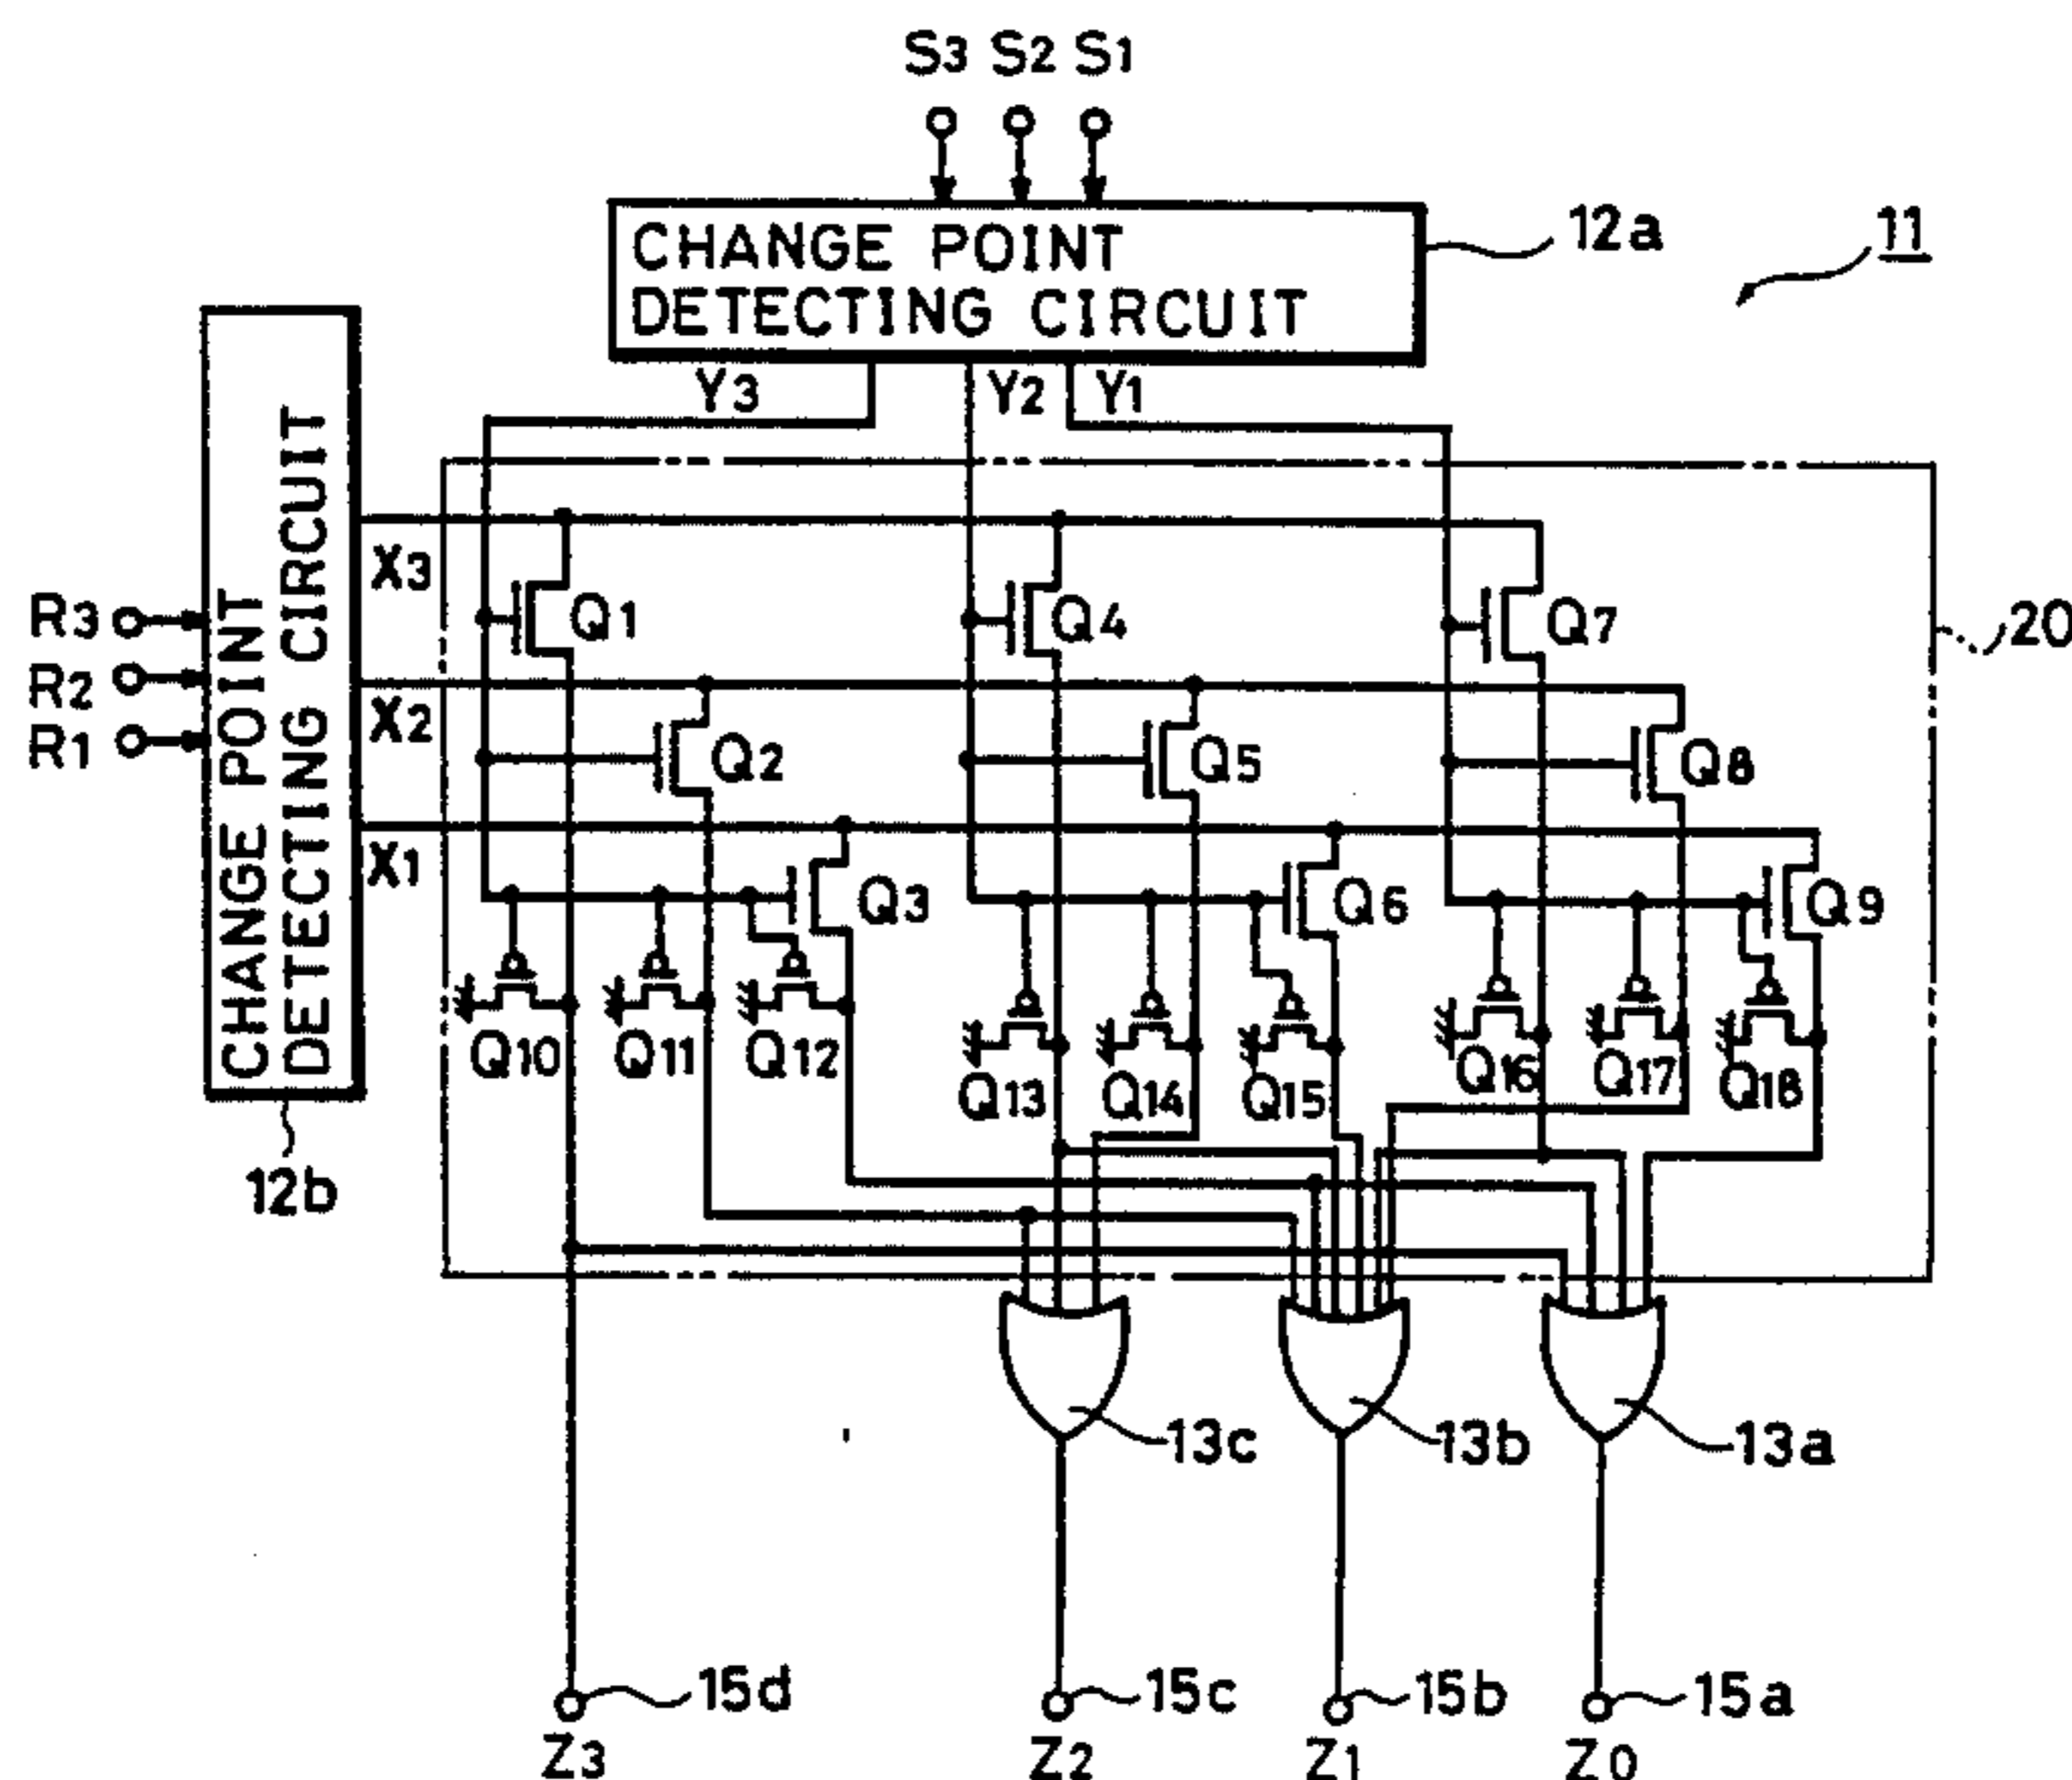 S3 S2 S1
CHANGE POINT
DETECTING CIRCUIT
12a
11
Y3
Y2
Y1
CHANGE POINT
DETECTING CIRCUIT
X3
R3
R2
R1
X2
X1
20
Q1
Q4
Q7
Q2
Q5
Q8
Q3
Q6
Q9
Q10
Q11
Q12
Q13
Q14
Q15
Q16
Q17
Q18
12b
13c
13b
13a
15d
15c
15b
15a
Z3
Z2
Z1
Z0